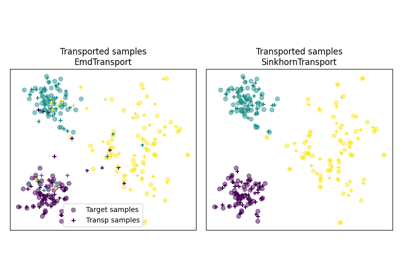 Transported samples
EmdTransport
Transported samples
SinkhornTransport
Target samples
Transp samples